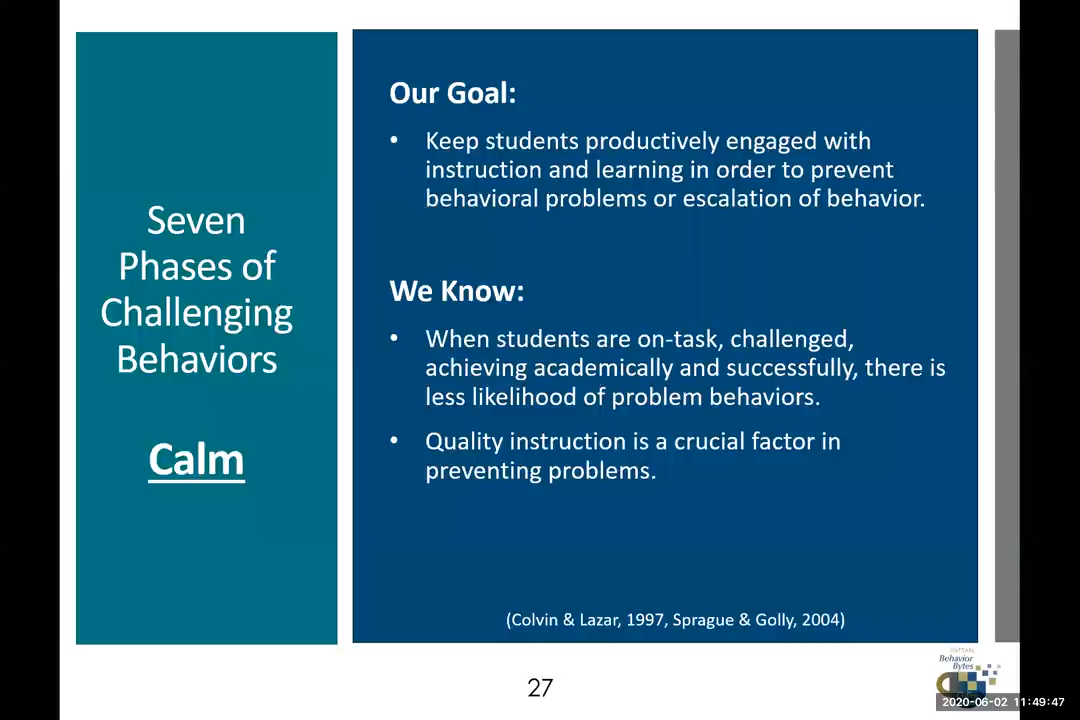 Seven
Phases of
Challenging
Behaviors
Calm
Our Goal:
• Keep students productively engaged with
instruction and learning in order to prevent
behavioral problems or escalation of behavior.
We Know:
• When students are on-task, challenged,
achieving academically and successfully, there is
less likelihood of problem behaviors.
• Quality instruction is a crucial factor in
preventing problems.
(Colvin & Lazar, 1997, Sprague & Golly, 2004)
27
Behavior
Bytes
2020-06-02 11:49:47